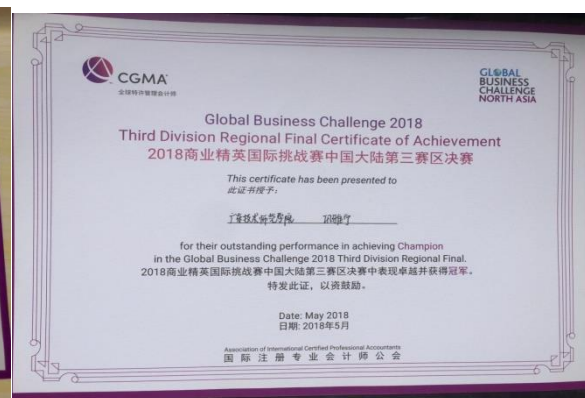 CGMA
全球特许管理会计师
GLOBAL
BUSINESS
CHALLENGE
NORTH ASIA
Global Business Challenge 2018
Third Division Regional Final Certificate of Achievement
2018商业精英国际挑战赛中国大陆第三赛区决赛
This certificate has been presented to
此证书授予:
for their outstanding performance in achieving Champion
in the Global Business Challenge 2018 Third Division Regional Final.
2018商业精英国际挑战赛中国大陆第三赛区决赛中表现卓越并获得冠军。
特发此证，以资鼓励。
Date: May 2018
日期: 2018年5月
Association of International Certified Professional Accountants
国际注册专业会计师公会